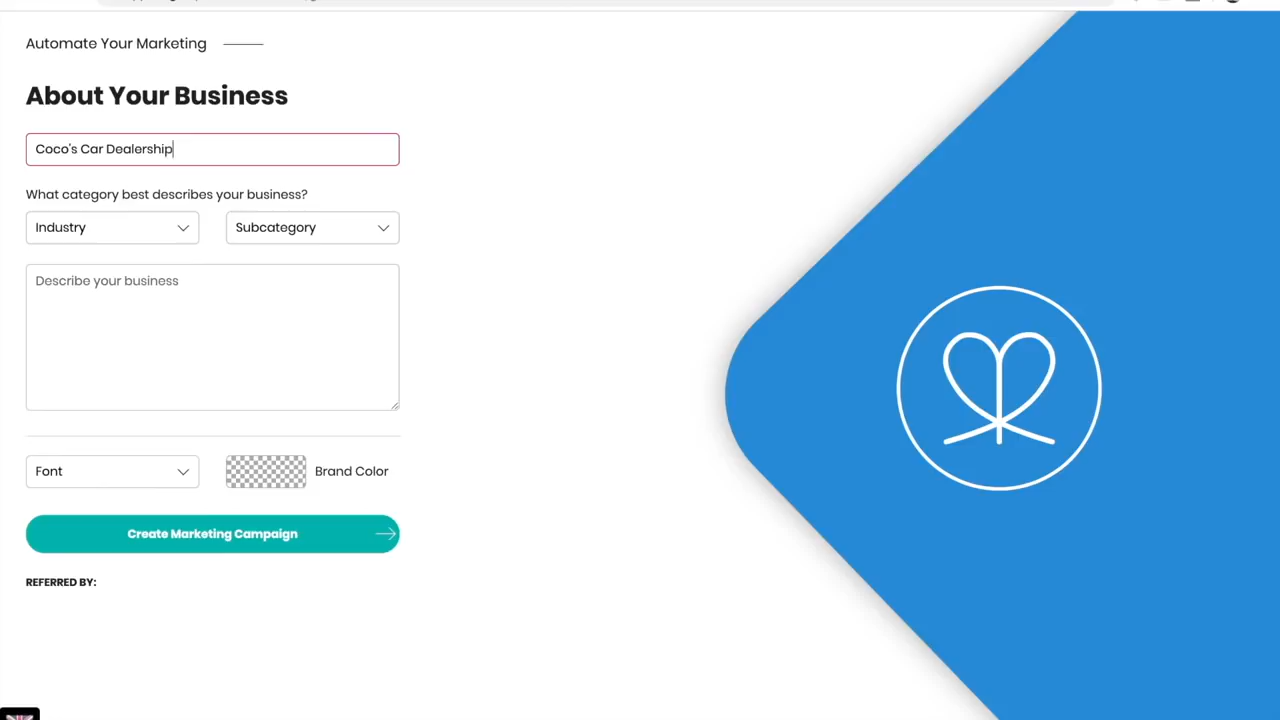 Automate Your Marketing
About Your Business
Coco's Car Dealership
What category best describes your business?
Industry
Subcategory
Describe your business
Font
Brand Color
Create Marketing Campaign
REFERRED BY: